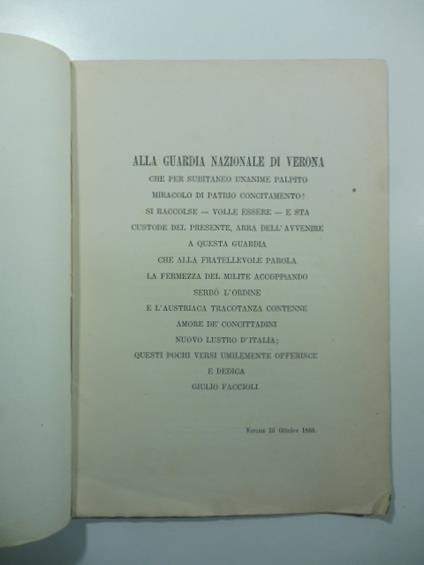 ALLA GUARDIA NAZIONALE DI VERONA
CHE PER SUBITANEO UNANIME PALPITO
MIRACOLO DI PATRIO CONCITAMENTO!
SI RACCOLSE — VOLLE ESSERE — E STA
CUSTODE DEL PRESENTE, ARRA DELL'AVVENIRE
A QUESTA GUARDIA
CHE ALLA FRATELLEVOLE PAROLA
LA FERMEZZA DEL MILITE ACCOPPIANDO
SERBÒ L'ORDINE
E L'AUSTRIACA TRACOTANZA CONTENNE
AMORE DE' CONCITTADINI
NUOVO LUSTRO D'ITALIA;
QUESTI POCHI VERSI UMILEMENTE OFFERISCE
E DEDICA
GIULIO FACCIOLI.
Verona 16 Ottobre 1866.